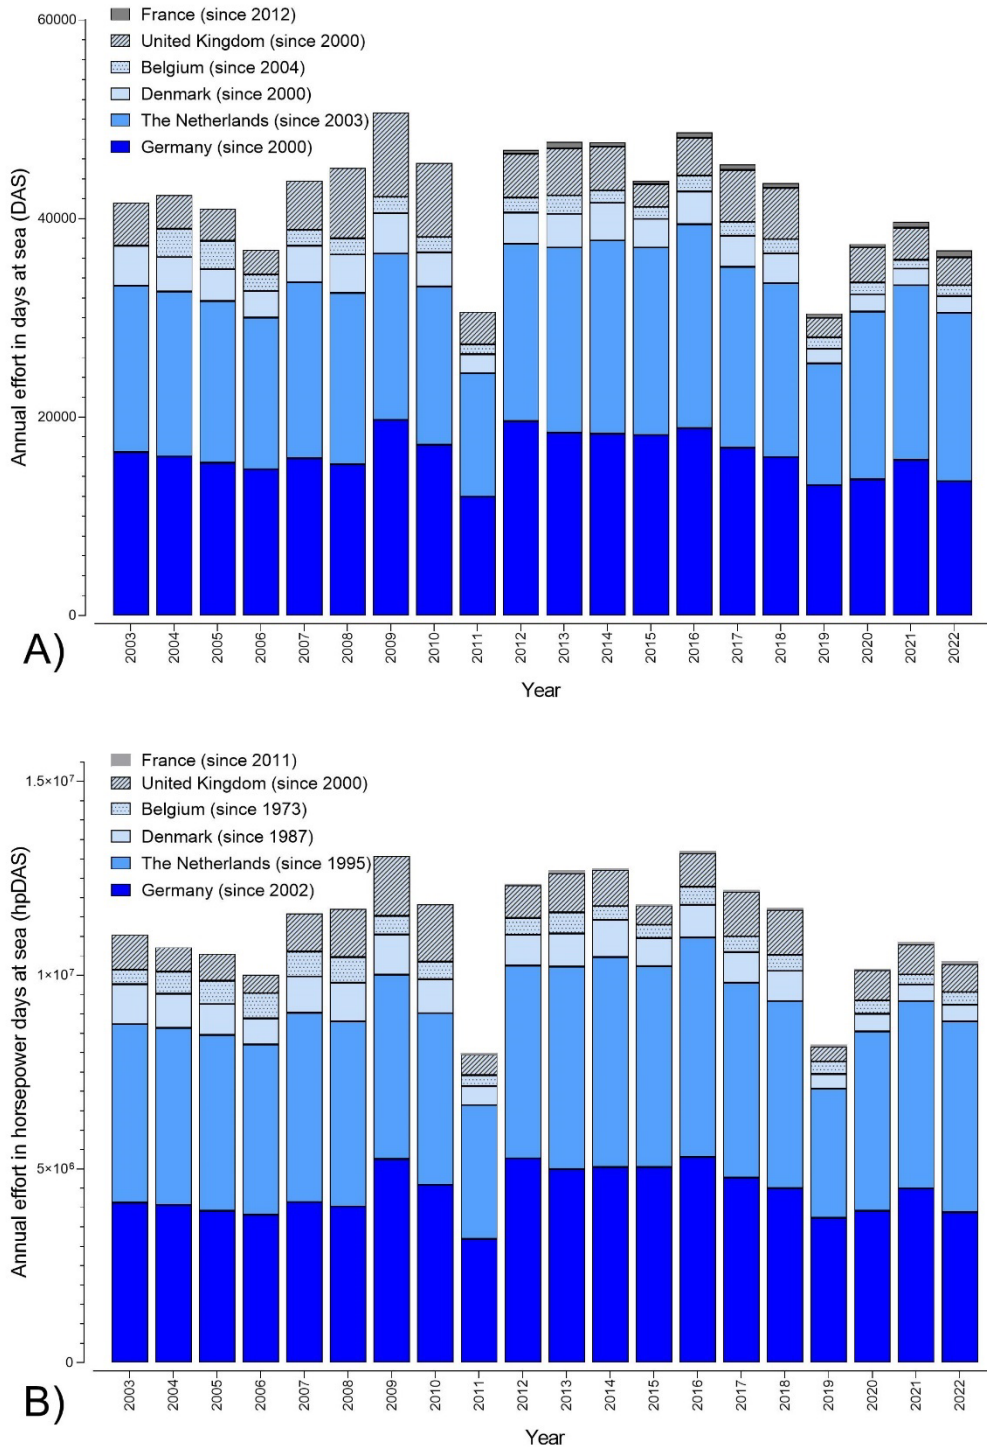 60000
France (since 2012)
United Kingdom (since 2000)
Belgium (since 2004)
Denmark (since 2000)
The Netherlands (since 2003)
Germany (since 2000)
Annual effort in days at sea (DAS)
40000
20000
0
2003 2004 2005 2006 2007 2008 2009 2010 2011 2012 2013 2014 2015 2016 2017 2018 2019 2020 2021 2022
A)
Year
France (since 2011)
1.5×10⁷
United Kingdom (since 2000)
Belgium (since 1973)
Denmark (since 1987)
The Netherlands (since 1995)
Germany (since 2002)
Annual effort in horsepower days at sea (hpDAS)
1×10⁷
5×10⁶
0
2003 2004 2005 2006 2007 2008 2009 2010 2011 2012 2013 2014 2015 2016 2017 2018 2019 2020 2021 2022
B)
Year